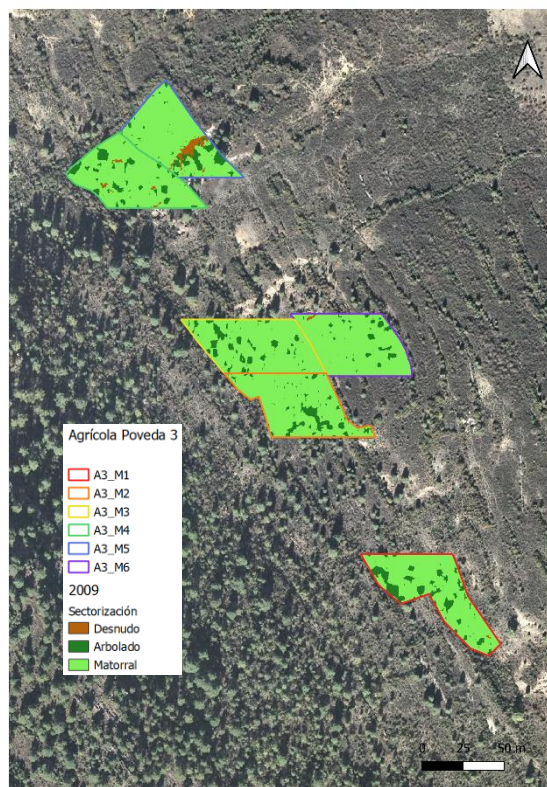 Agrícola Poveda 3
A3_M1
A3_M2
A3_M3
A3_M4
A3_M5
A3_M6
2009
Sectorización
Desnudo
Arbolado
Matorral
0 25 50 m